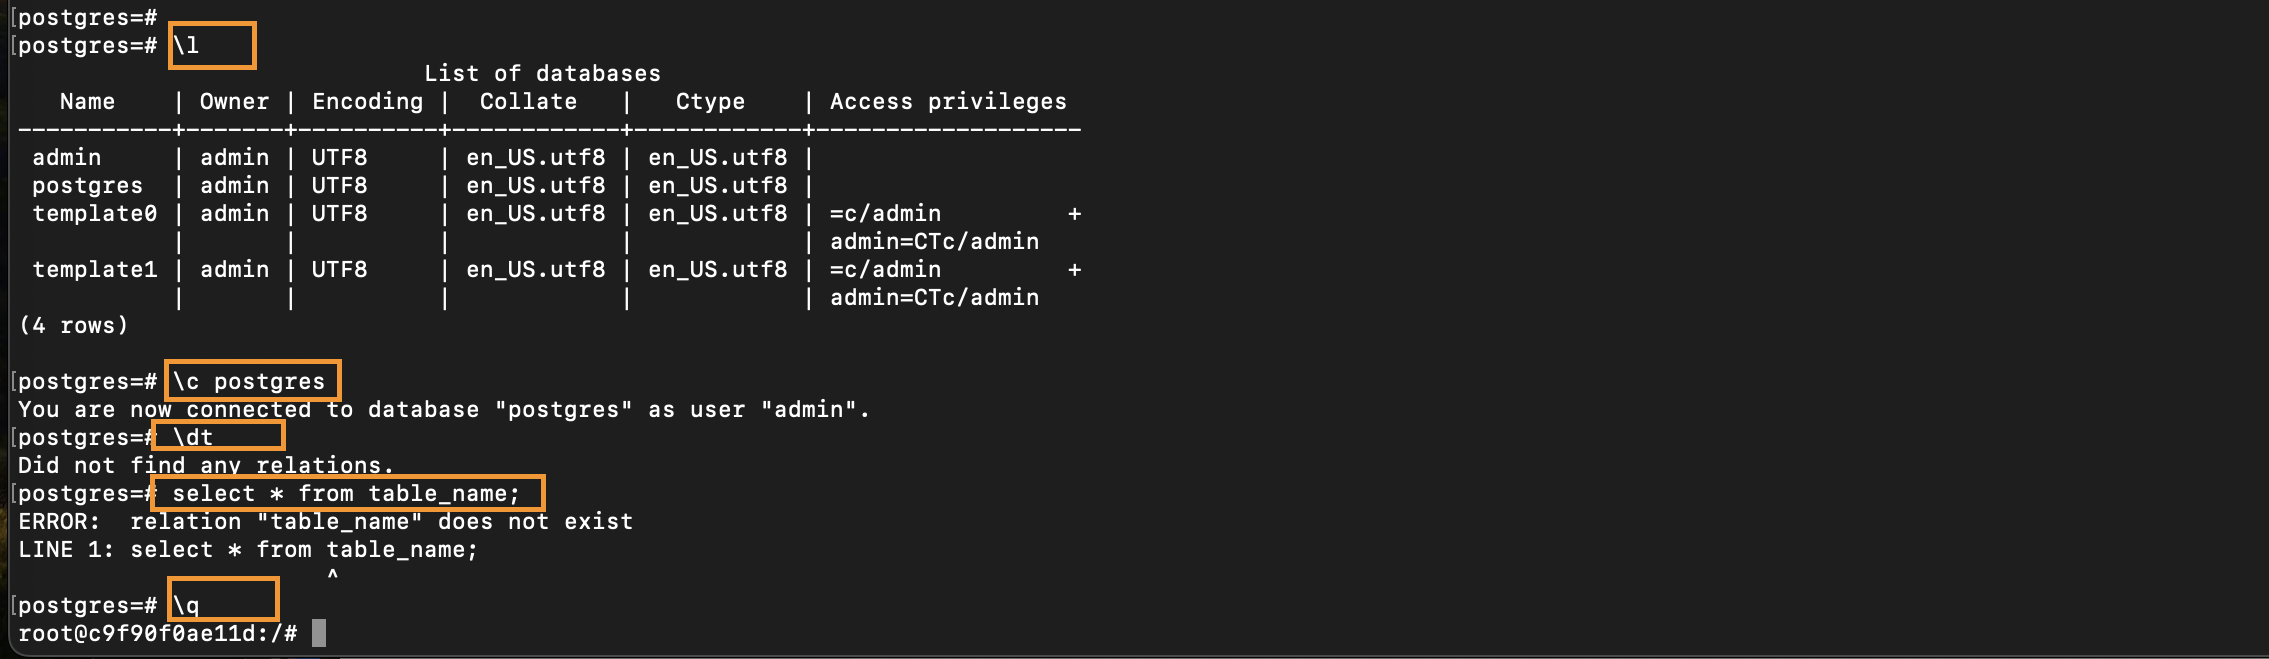 [postgres=#
[postgres=# \l
                             List of databases
   Name    | Owner | Encoding |  Collate   |   Ctype    | Access privileges
-----------+-------+----------+------------+------------+-------------------
 admin     | admin | UTF8     | en_US.utf8 | en_US.utf8 |
 postgres  | admin | UTF8     | en_US.utf8 | en_US.utf8 |
 template0 | admin | UTF8     | en_US.utf8 | en_US.utf8 | =c/admin         +
           |       |          |            |            | admin=CTc/admin
 template1 | admin | UTF8     | en_US.utf8 | en_US.utf8 | =c/admin         +
           |       |          |            |            | admin=CTc/admin
(4 rows)
[postgres=# \c postgres
You are now connected to database "postgres" as user "admin".
[postgres=# \dt
Did not find any relations.
[postgres=# select * from table_name;
ERROR:  relation "table_name" does not exist
LINE 1: select * from table_name;
                      ^
[postgres=# \q
root@c9f90f0ae11d:/#